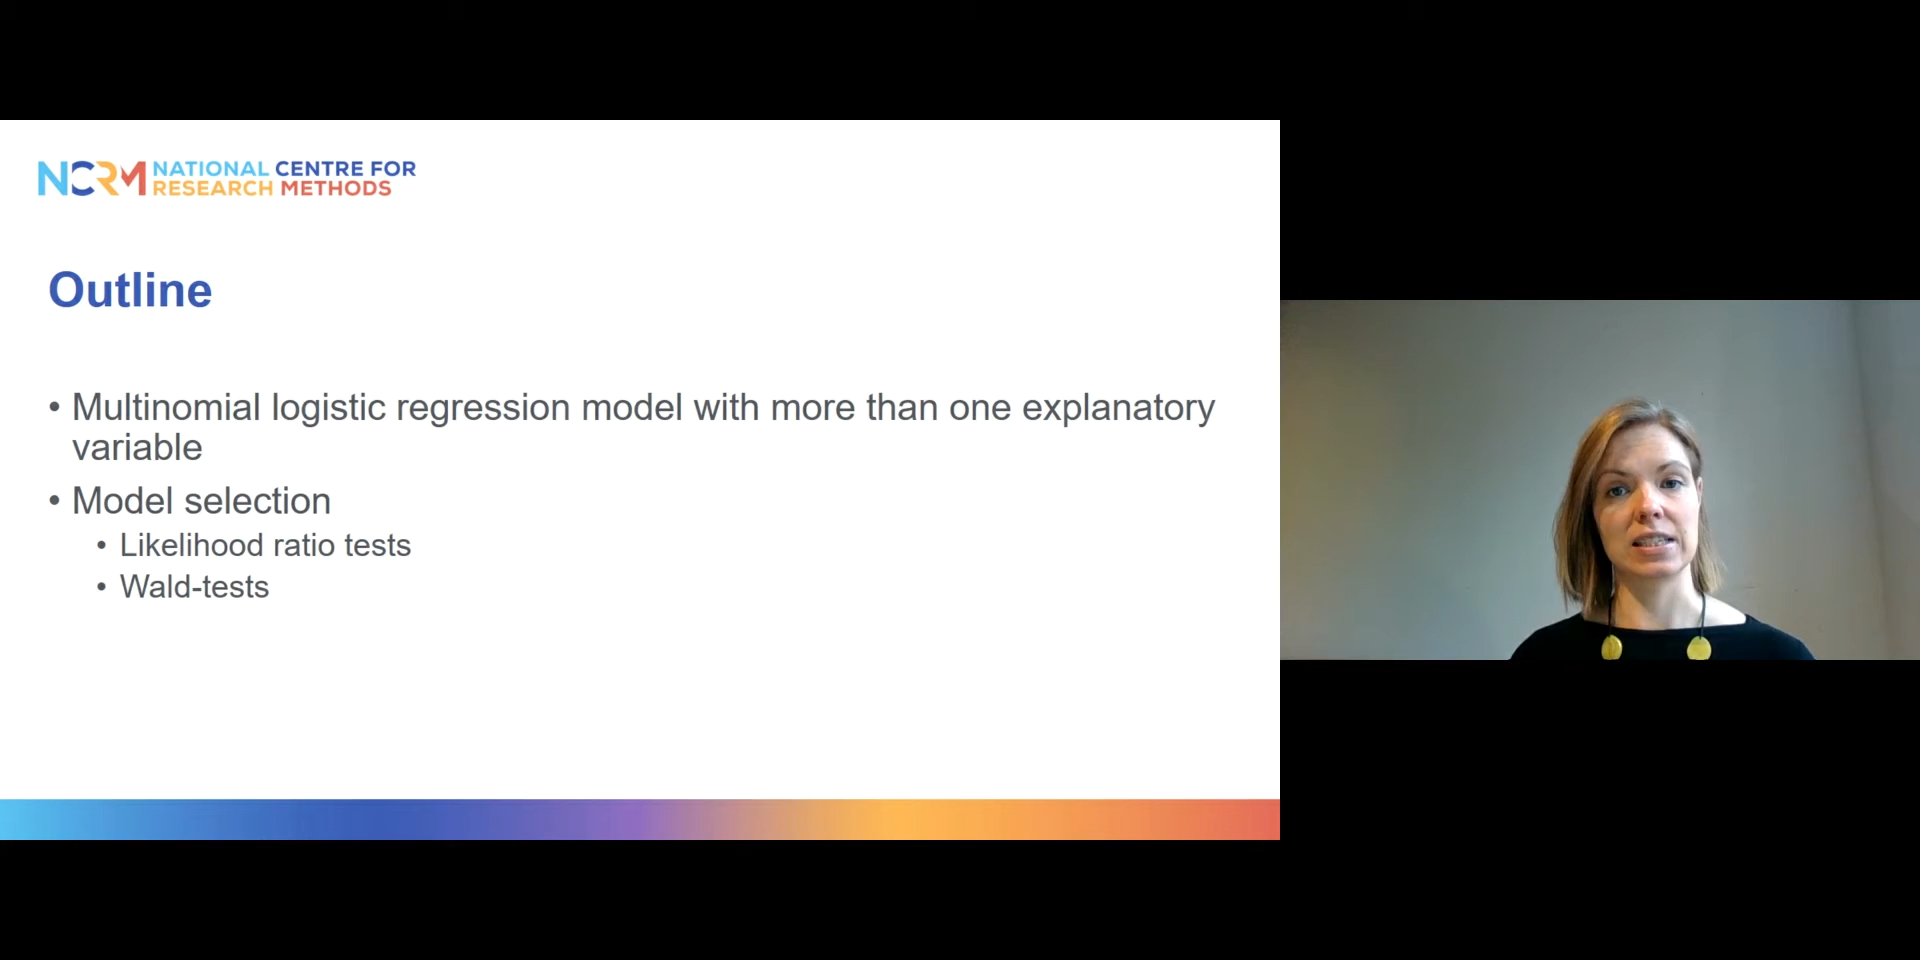 NCRM NATIONAL CENTRE FOR
RESEARCH METHODS
Outline
• Multinomial logistic regression model with more than one explanatory
variable
• Model selection
• Likelihood ratio tests
• Wald-tests